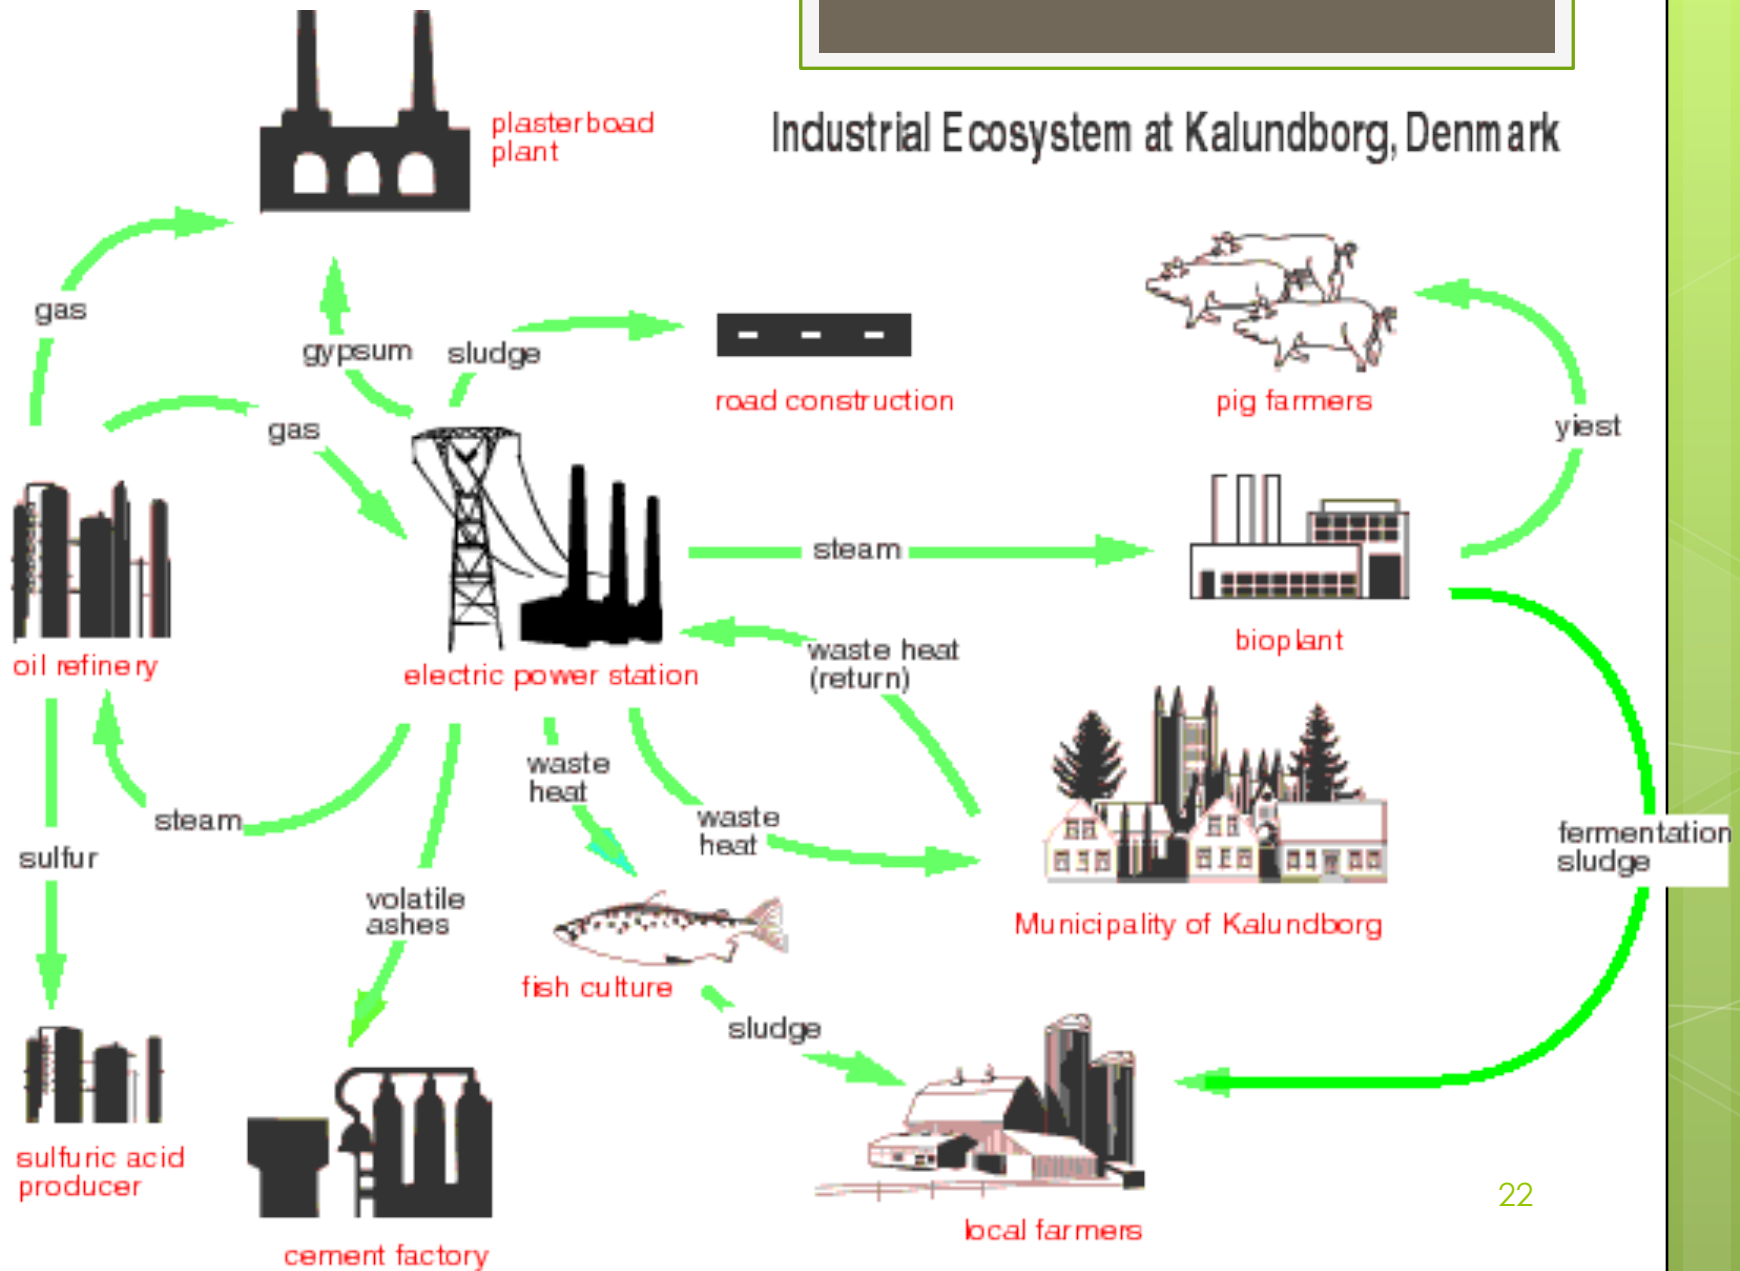 plasterboad
plant
Industrial Ecosystem at Kalundborg, Denmark
gas
gypsum
sludge
road construction
pig farmers
gas
yiest
steam
oil refinery
electric power station
waste heat
(return)
bioplant
waste
heat
steam
waste
heat
sulfur
fermentation
sludge
volatile
ashes
Municipality of Kalundborg
fish culture
sludge
sulfuric acid
producer
22
local farmers
cement factory